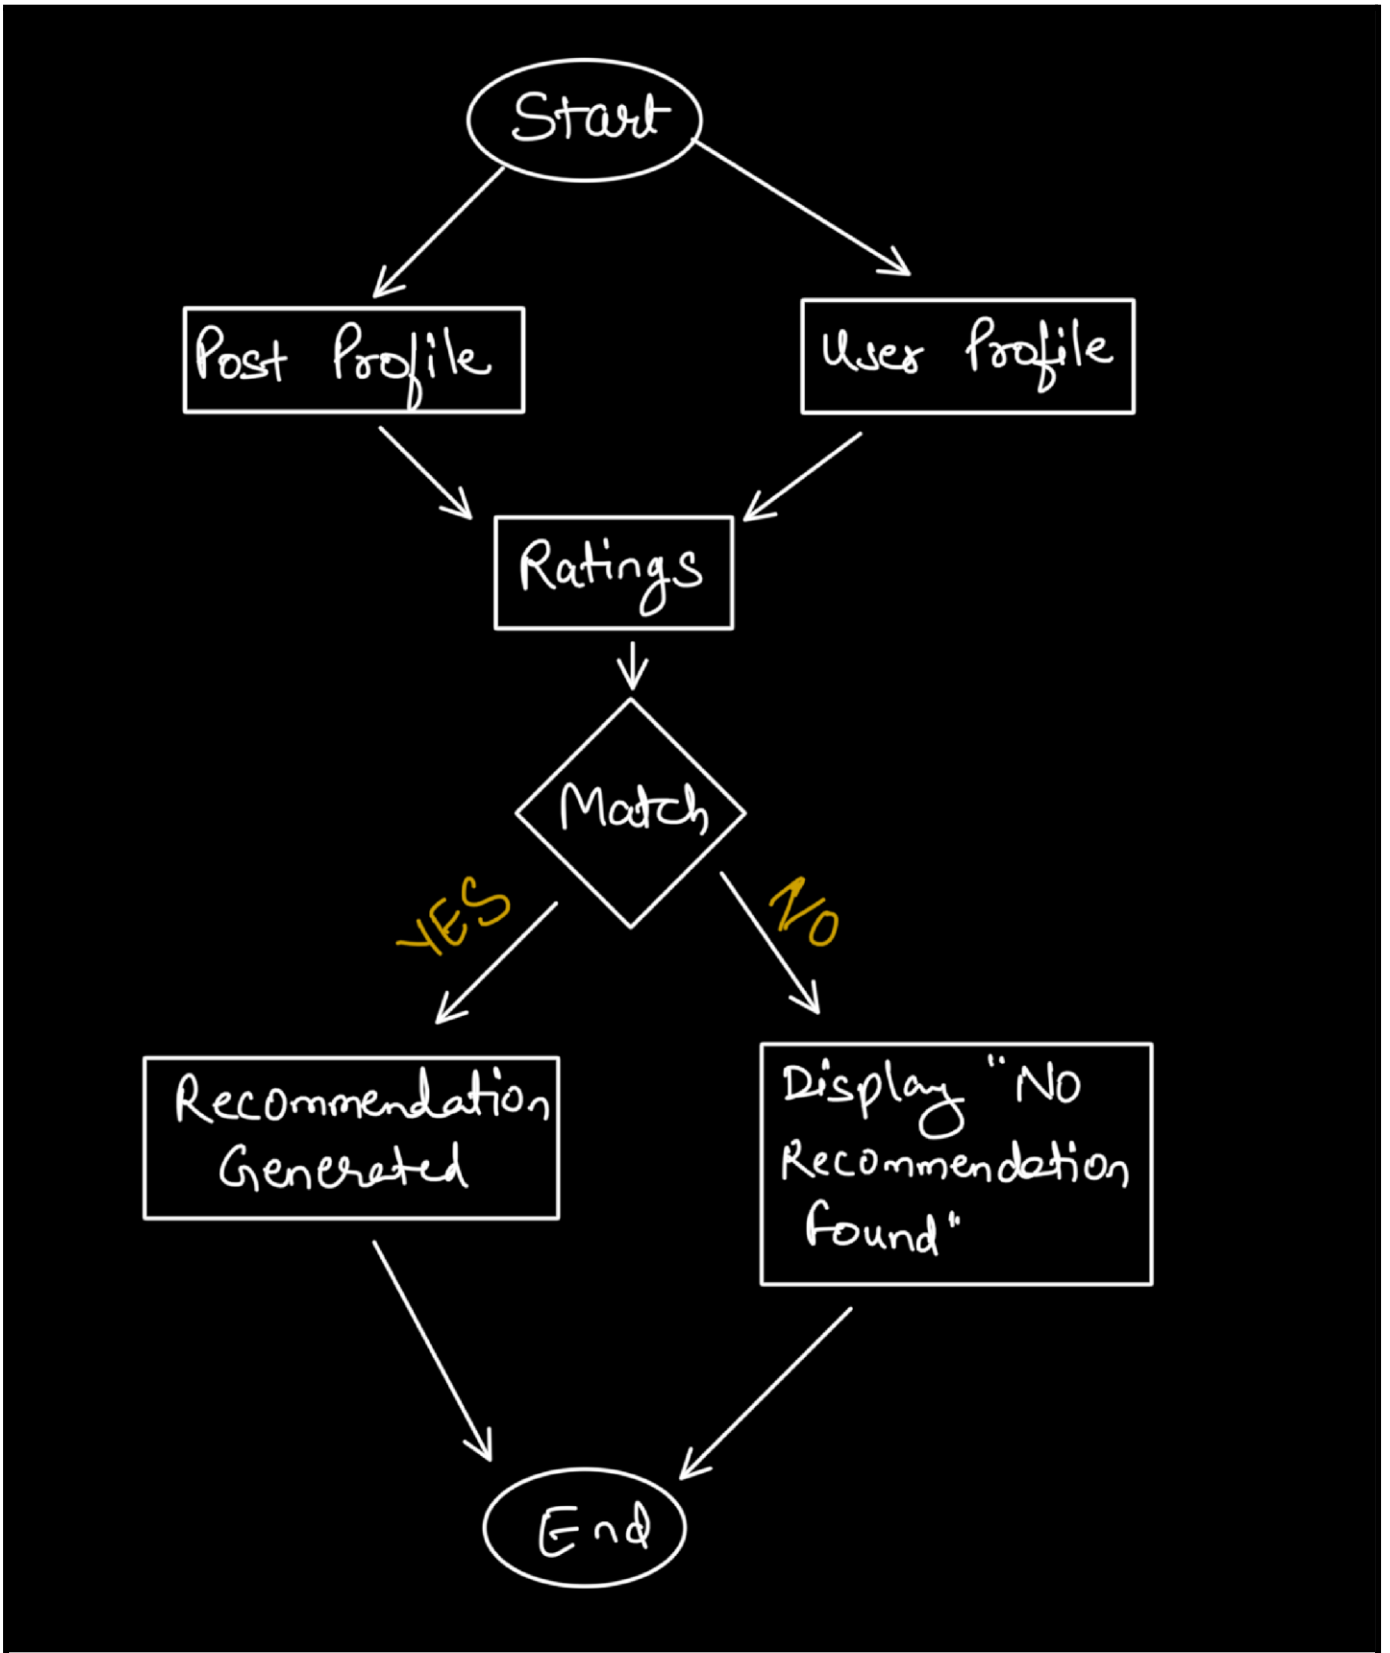 Start
Post Profile
User Profile
Ratings
Match
YES
NO
Recommendation
Generated
Display "No
Recommendation
found"
End